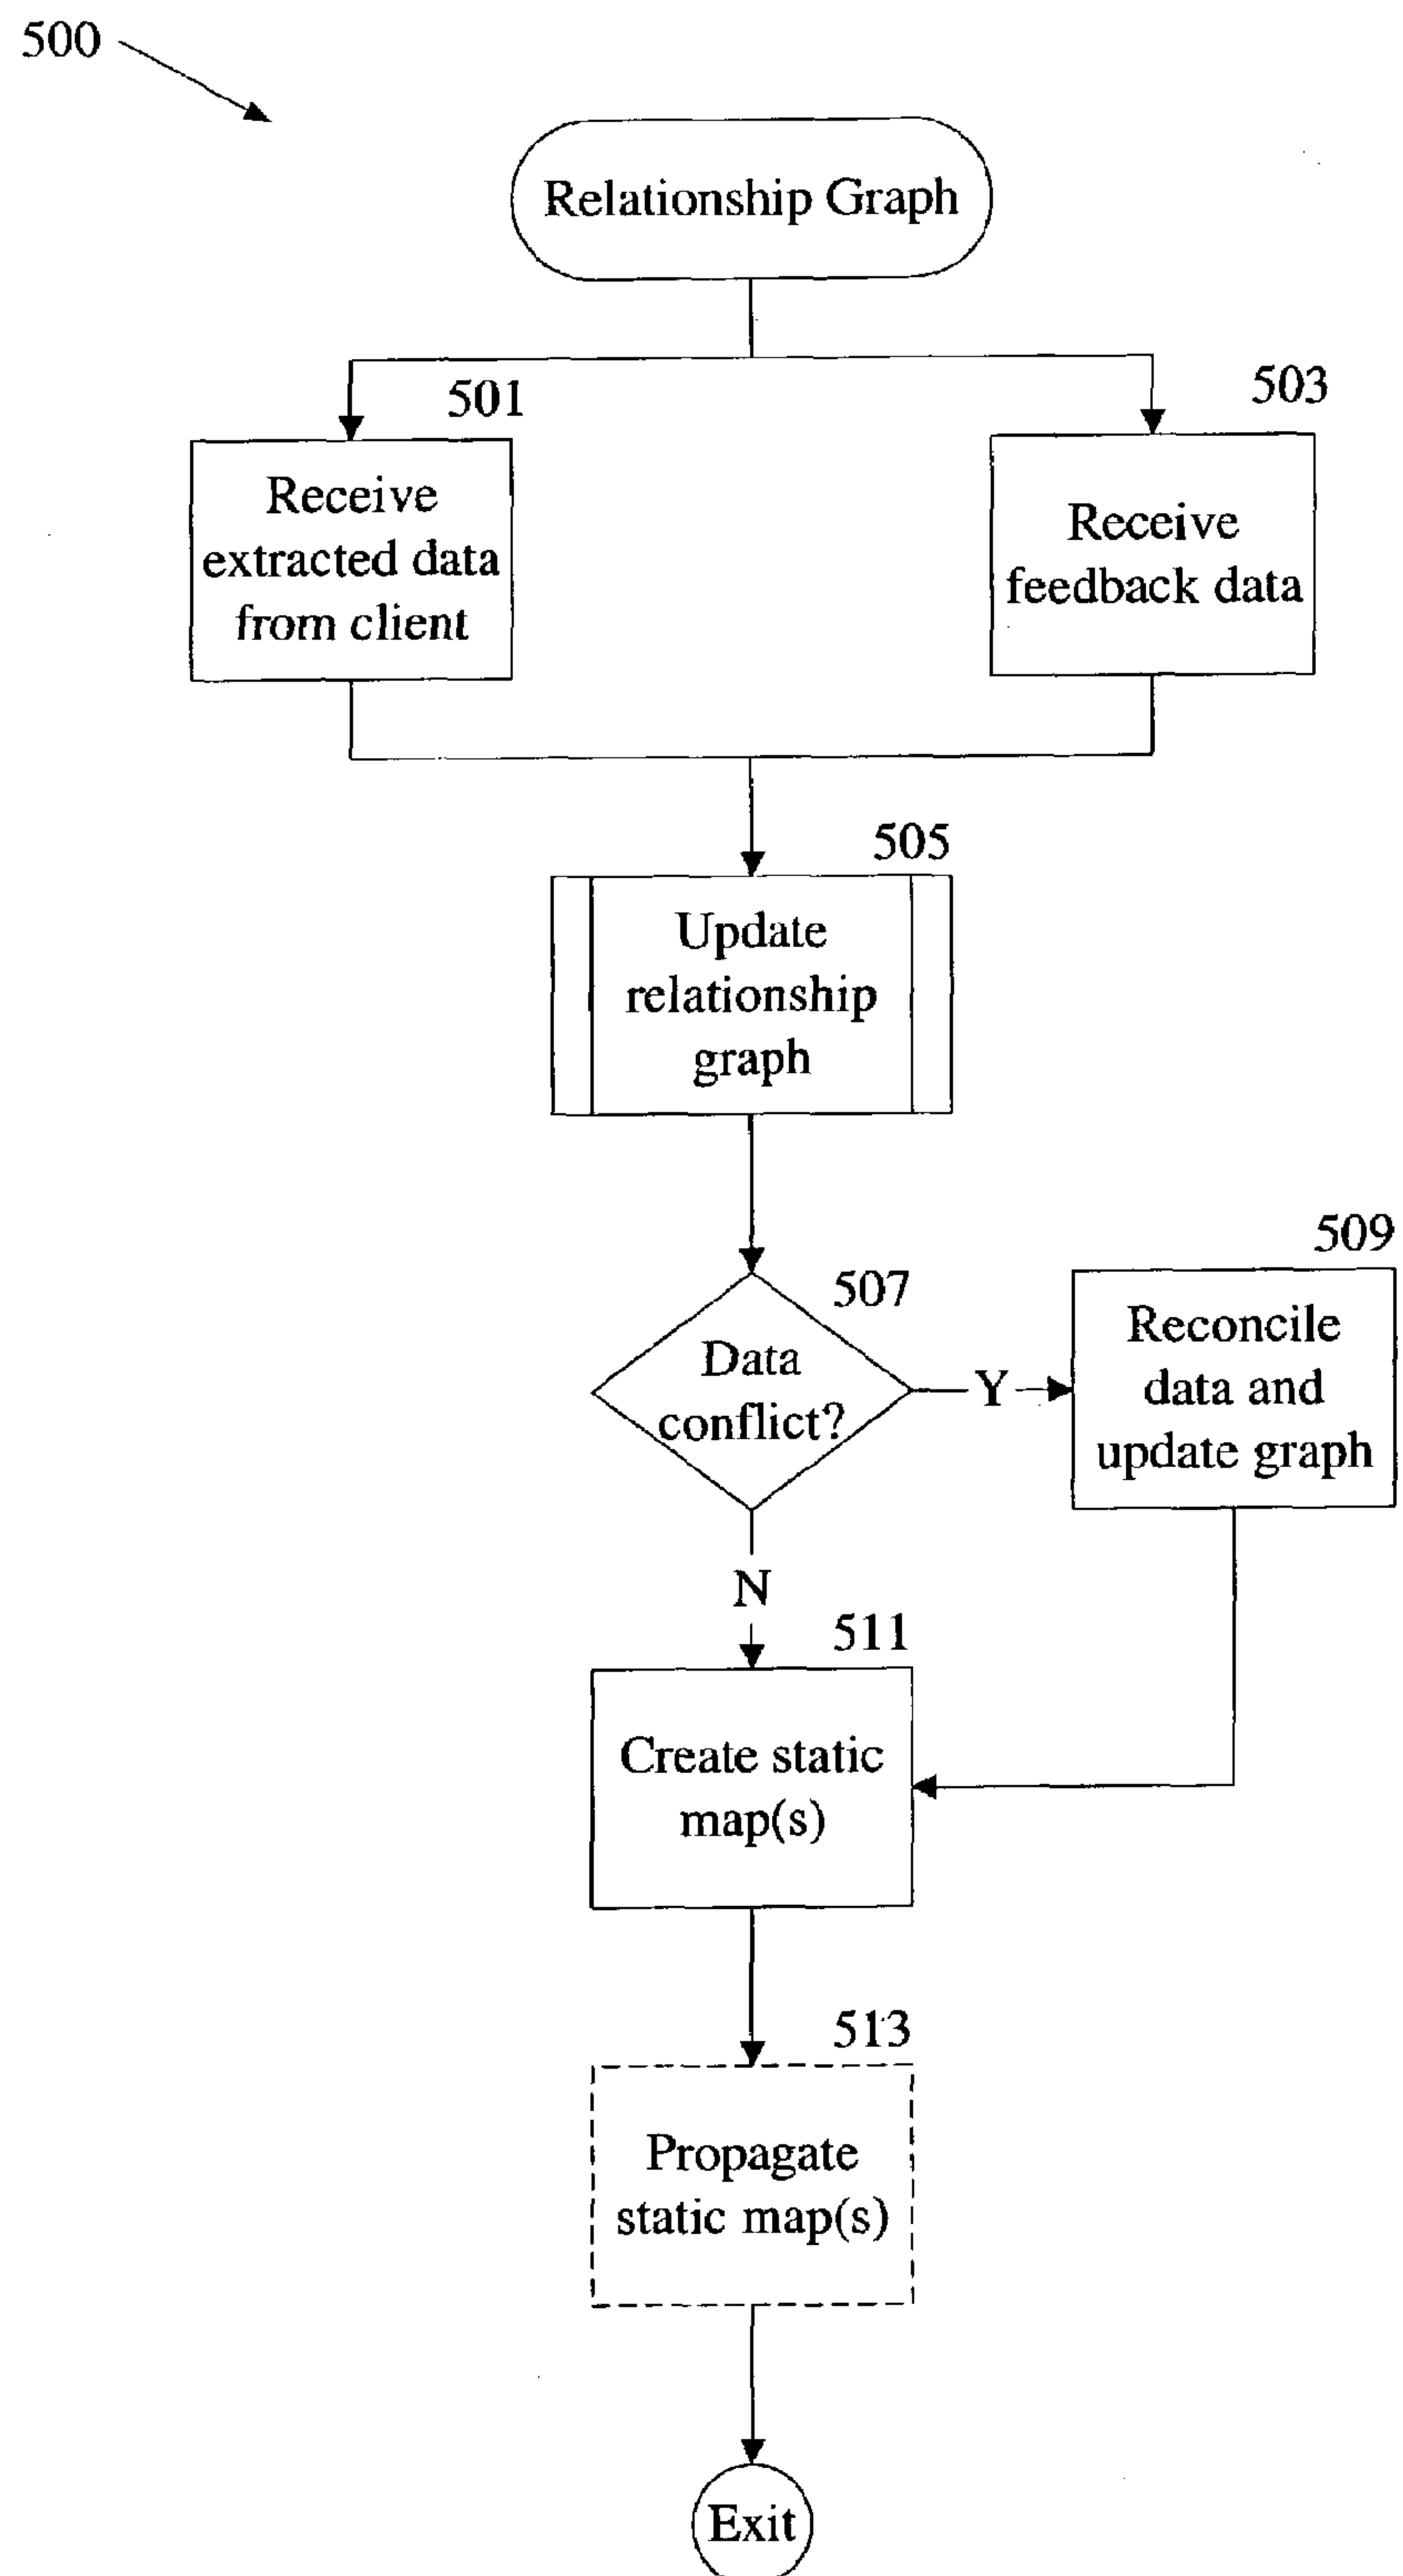 500
Relationship Graph
501
503
Receive
extracted data
from client
Receive
feedback data
505
Update
relationship
graph
507
509
Data
conflict?
Y
Reconcile
data and
update graph
N
511
Create static
map(s)
513
Propagate
static map(s)
Exit